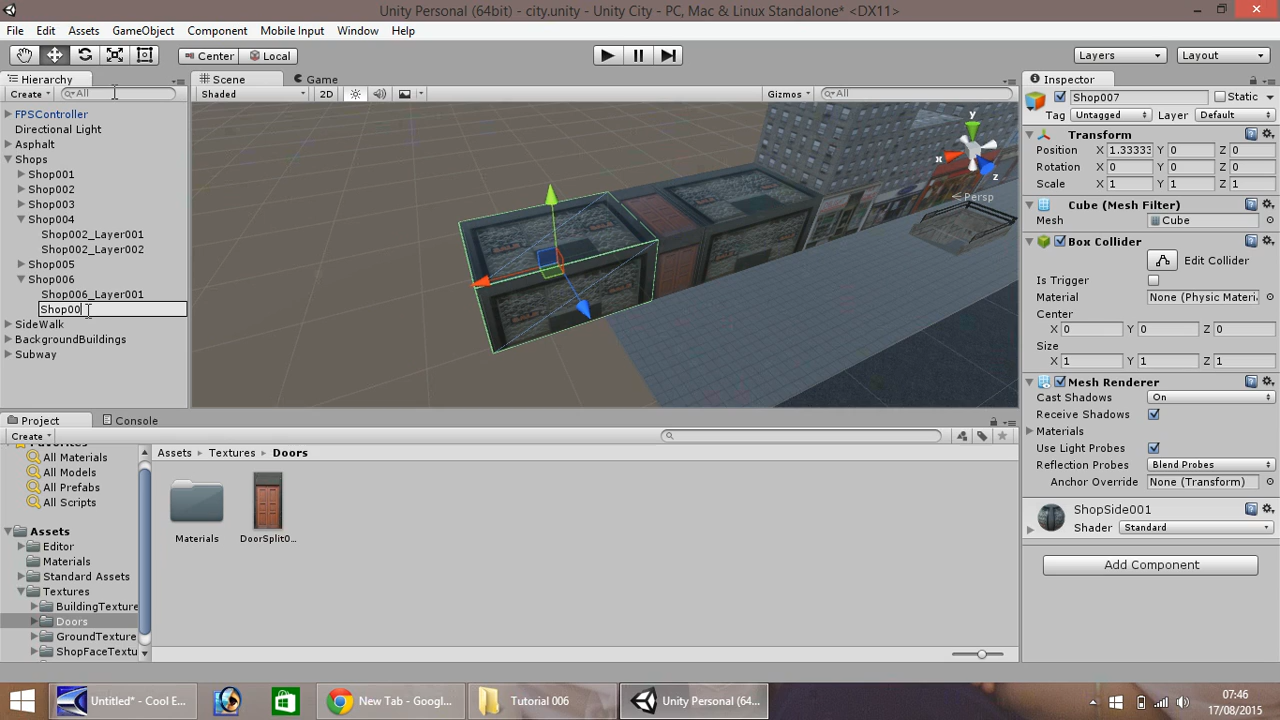 Unity Personal (64bit) - city.unity - Unity City - PC, Mac & Linux Standalone* <DX11>
File Edit Assets GameObject Component Mobile Input Window Help
Center Local Layers Layout
Hierarchy
Create All
FPSController
Directional Light
Asphalt
Shops
Shop001
Shop002
Shop003
Shop004
Shop002_Layer001
Shop002_Layer002
Shop005
Shop006
Shop006_Layer001
Shop00
SideWalk
BackgroundBuildings
Subway
Scene Game
Shaded 2D Gizmos All
y
x
z
Persp
Inspector
Shop007 Static
Tag Untagged Layer Default
Transform
Position X 1.33333 Y 0 Z 0
Rotation X 0 Y 0 Z 0
Scale X 1 Y 1 Z 1
Cube (Mesh Filter)
Mesh Cube
Box Collider
Edit Collider
Is Trigger
Material None (Physic Materi
Center
X 0 Y 0 Z 0
Size
X 1 Y 1 Z 1
Mesh Renderer
Cast Shadows On
Receive Shadows
Materials
Use Light Probes
Reflection Probes Blend Probes
Anchor Override None (Transform)
ShopSide001
Shader Standard
Add Component
Project Console
Create
Favorites
All Materials
All Models
All Prefabs
All Scripts
Assets
Editor
Materials
Standard Assets
Textures
BuildingTexture
Doors
GroundTexture
ShopFaceTextu
Assets Textures Doors
Materials DoorSplit0...
Untitled* - Cool E...
New Tab - Googl...
Tutorial 006
Unity Personal (64...
07:46
17/08/2015